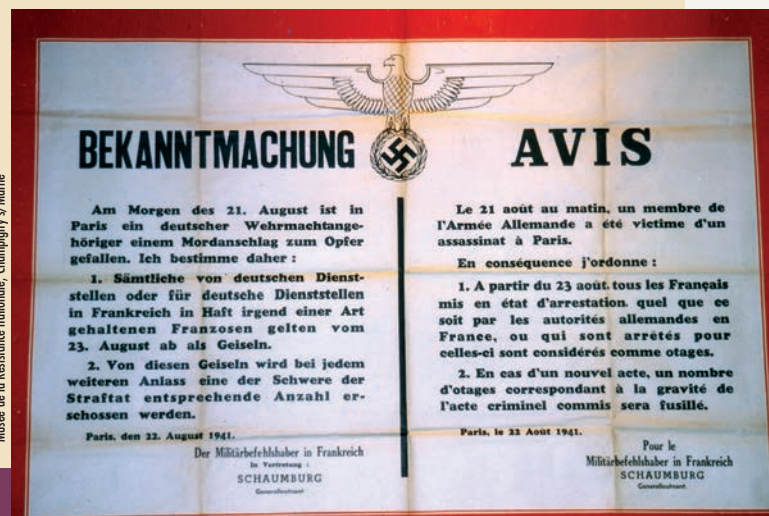 Musée de la Résistance nationale, Champigny s/ Marne
BEKANNTMACHUNG
Am Morgen des 21. August ist in
Paris ein deutscher Wehrmachtange-
höriger einem Mordanschlag zum Opfer
gefallen. Ich bestimme daher :
1. Sämtliche von deutschen Dienst-
stellen oder für deutsche Dienststellen
in Frankreich in Haft irgend einer Art
gehaltenen Franzosen gelten vom
23. August ab als Geiseln.
2. Von diesen Geiseln wird bei jedem
weiteren Anlass eine der Schwere der
Straftat entsprechende Anzahl er-
schossen werden.
Paris, den 22. August 1941.
Der Militärbefehlshaber in Frankreich
In Vertretung :
SCHAUMBURG
Generalleutnant
AVIS
Le 21 août au matin, un membre de
l'Armée Allemande a été victime d'un
assassinat à Paris.
En conséquence j'ordonne :
1. A partir du 23 août, tous les Français
mis en état d'arrestation, quel que ce
soit par les autorités allemandes en
France, ou qui sont arrêtés pour
celles-ci sont considérés comme otages.
2. En cas d'un nouvel acte, un nombre
d'otages correspondant à la gravité de
l'acte criminel commis sera fusillé.
Paris, le 22 Août 1941.
Pour le
Militärbefehlshaber in Frankreich
SCHAUMBURG
Generalleutnant